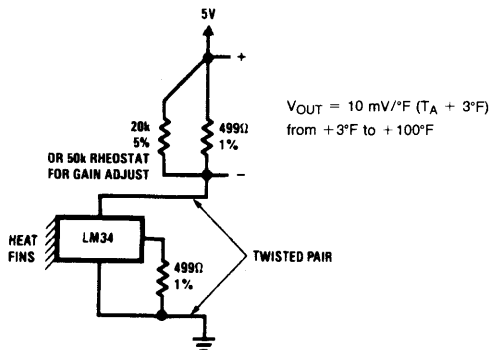 5V
+
20k
5%
499Ω
1%
OR 50k RHEOSTAT
FOR GAIN ADJUST
−
VOUT = 10 mV/°F (TA + 3°F)
from +3°F to +100°F
HEAT
FINS
LM34
499Ω
1%
TWISTED PAIR